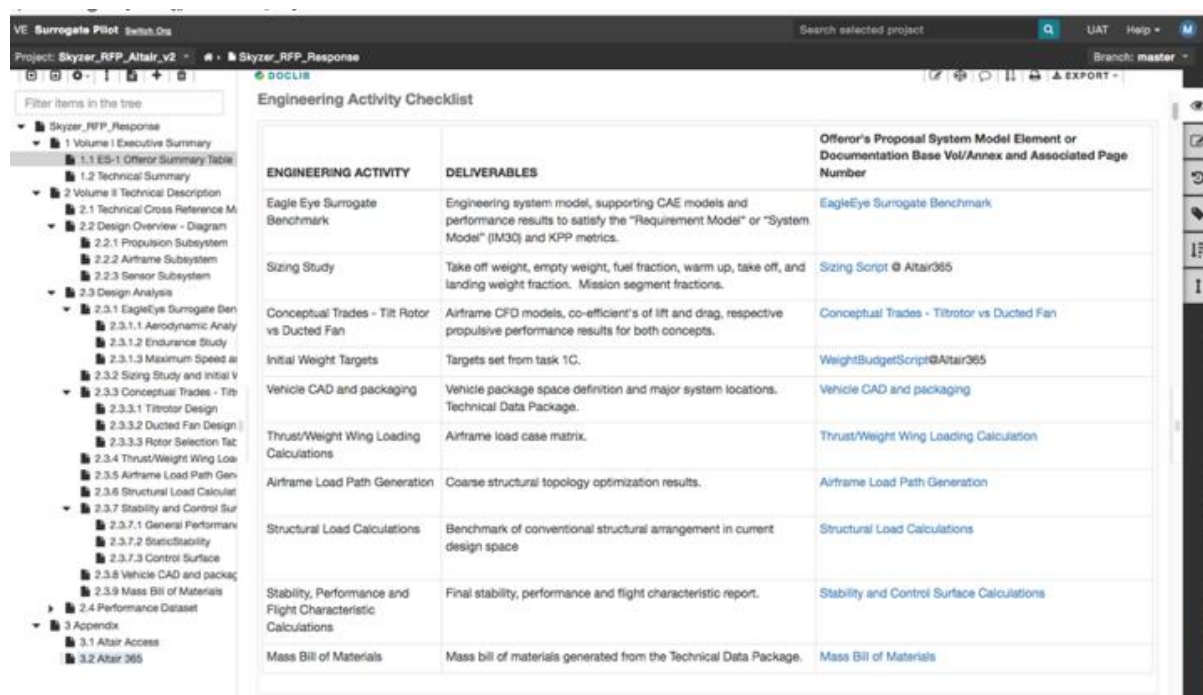 VE Surrogate Pilot Switch Org
Search selected project
UAT Help
M
Project: Skyzer_RFP_Altair_v2
Skyzer_RFP_Response
Branch: master
DOCLIB
EXPORT
Filter items in the tree
Skyzer_RFP_Response
1 Volume I Executive Summary
1.1 ES-1 Offeror Summary Table
1.2 Technical Summary
2 Volume II Technical Description
2.1 Technical Cross Reference M
2.2 Design Overview - Diagram
2.2.1 Propulsion Subsystem
2.2.2 Airframe Subsystem
2.2.3 Sensor Subsystem
2.3 Design Analysis
2.3.1 EagleEye Surrogate Ben
2.3.1.1 Aerodynamic Analy
2.3.1.2 Endurance Study
2.3.1.3 Maximum Speed a
2.3.2 Sizing Study and Initial
2.3.3 Conceptual Trades - Tilt
2.3.3.1 Tiltrotor Design
2.3.3.2 Ducted Fan Design
2.3.3.3 Rotor Selection Ta
2.3.4 Thrust/Weight Wing Loa
2.3.5 Airframe Load Path Gen
2.3.6 Structural Load Calculat
2.3.7 Stability and Control Sur
2.3.7.1 General Performan
2.3.7.2 StaticStability
2.3.7.3 Control Surface
2.3.8 Vehicle CAD and packag
2.3.9 Mass Bill of Materials
2.4 Performance Dataset
3 Appendix
3.1 Altair Access
3.2 Altair 365
Engineering Activity Checklist
ENGINEERING ACTIVITY
DELIVERABLES
Offeror's Proposal System Model Element or
Documentation Base Vol/Annex and Associated Page
Number
Eagle Eye Surrogate
Benchmark
Engineering system model, supporting CAE models and
performance results to satisfy the "Requirement Model" or "System
Model" (IM30) and KPP metrics.
EagleEye Surrogate Benchmark
Sizing Study
Take off weight, empty weight, fuel fraction, warm up, take off, and
landing weight fraction. Mission segment fractions.
Sizing Script @ Altair365
Conceptual Trades - Tilt Rotor
vs Ducted Fan
Airframe CFD models, co-efficient's of lift and drag, respective
propulsive performance results for both concepts.
Conceptual Trades - Tiltrotor vs Ducted Fan
Initial Weight Targets
Targets set from task 1C.
WeightBudgetScript@Altair365
Vehicle CAD and packaging
Vehicle package space definition and major system locations.
Technical Data Package.
Vehicle CAD and packaging
Thrust/Weight Wing Loading
Calculations
Airframe load case matrix.
Thrust/Weight Wing Loading Calculation
Airframe Load Path Generation
Coarse structural topology optimization results.
Airframe Load Path Generation
Structural Load Calculations
Benchmark of conventional structural arrangement in current
design space
Structural Load Calculations
Stability, Performance and
Flight Characteristic
Calculations
Final stability, performance and flight characteristic report.
Stability and Control Surface Calculations
Mass Bill of Materials
Mass bill of materials generated from the Technical Data Package.
Mass Bill of Materials